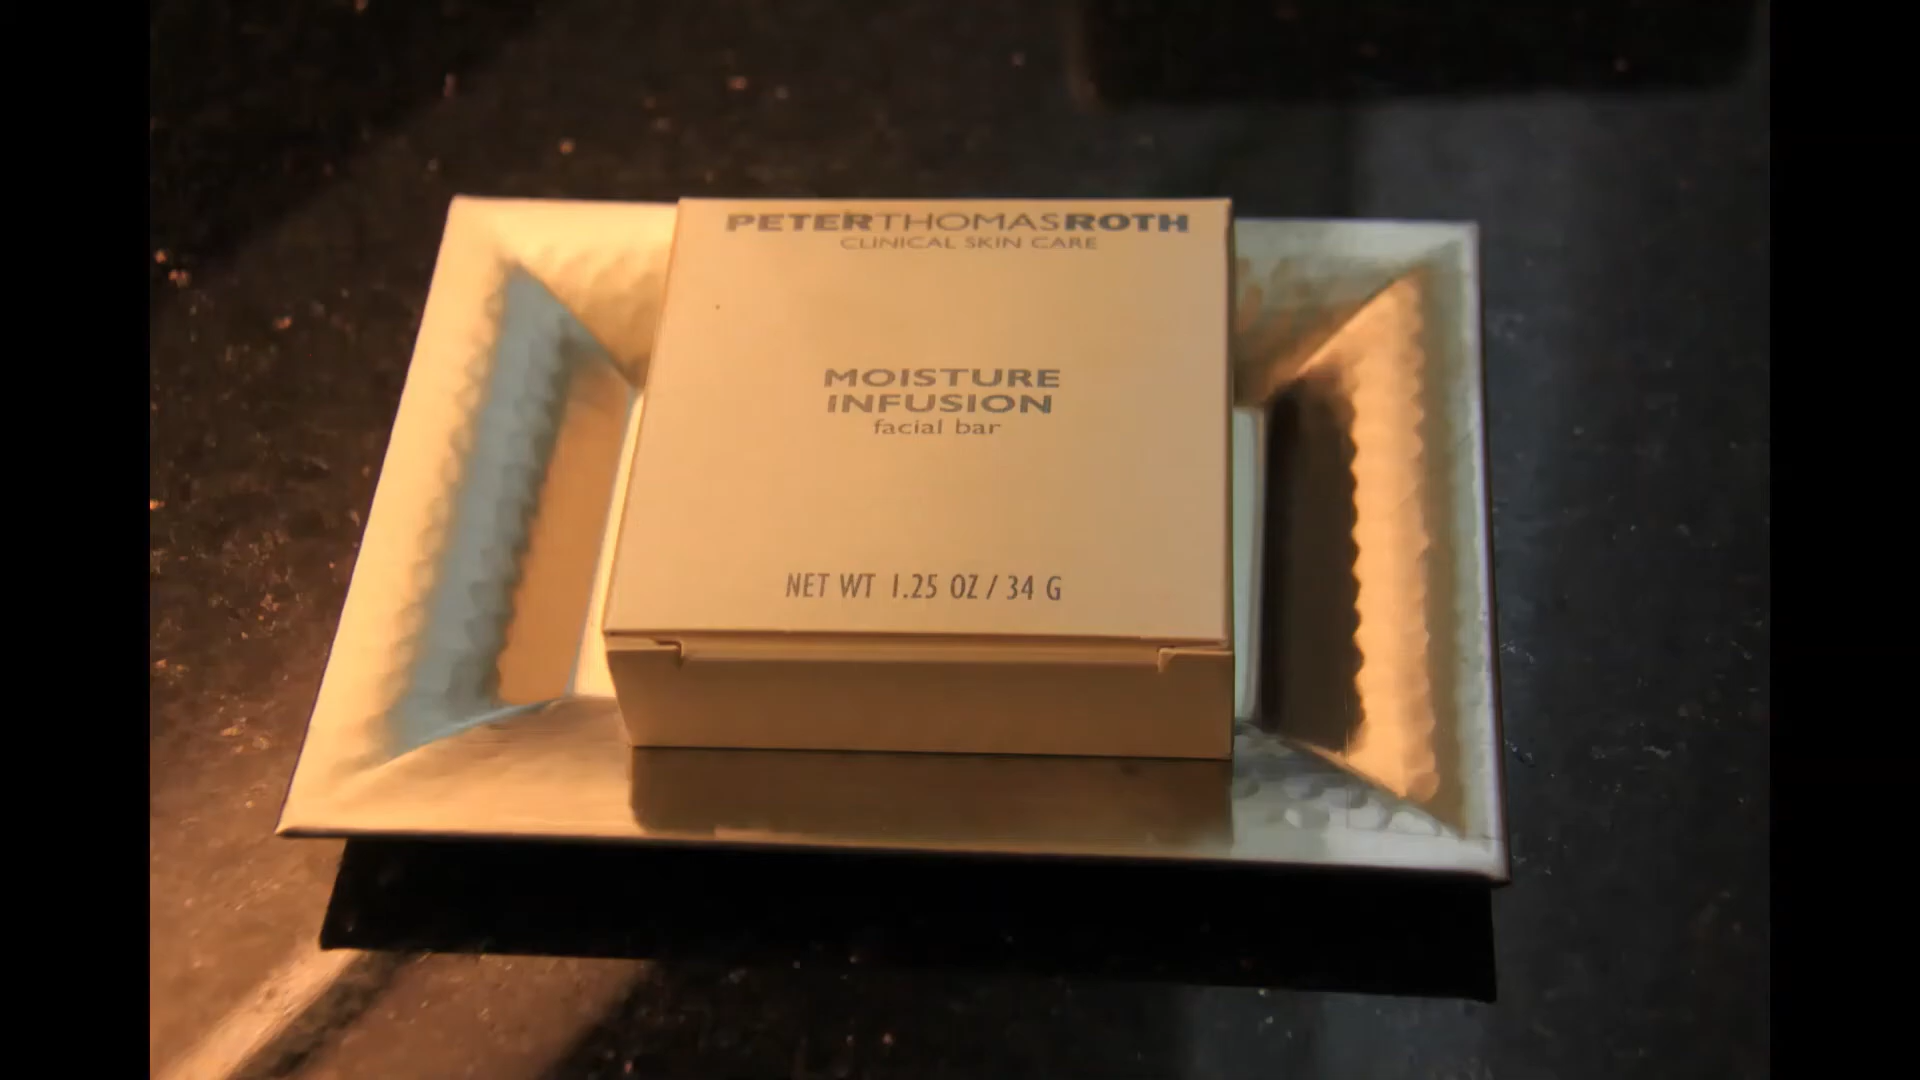 PETERTHOMASROTH
CLINICAL SKIN CARE
MOISTURE
INFUSION
facial bar
NET WT 1.25 OZ / 34 G